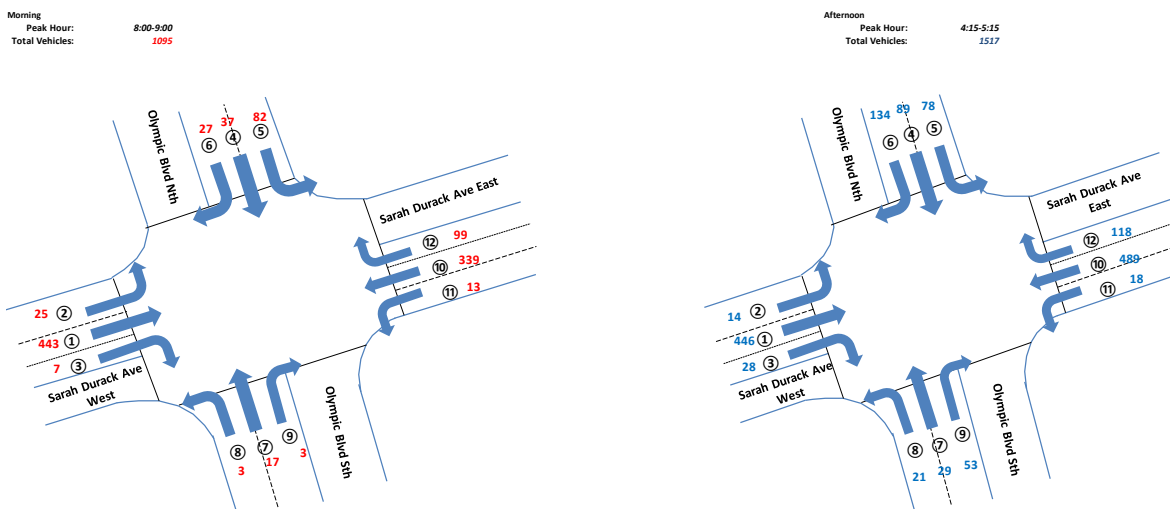 Morning
Peak Hour: 8:00-9:00
Total Vehicles: 1095
Olympic Blvd Nth
27 37 82
⑥ ④ ⑤
Sarah Durack Ave East
⑫ 99
⑩ 339
⑪ 13
25 ②
443 ①
7 ③
Sarah Durack Ave
West
⑧ ⑦ ⑨
3 17 3
Olympic Blvd Sth
Afternoon
Peak Hour: 4:15-5:15
Total Vehicles: 1517
Olympic Blvd Nth
134 89 78
⑥ ④ ⑤
Sarah Durack Ave
East
⑫ 118
⑩ 489
⑪ 18
14 ②
446 ①
28 ③
Sarah Durack Ave
West
⑧ ⑦ ⑨
21 29 53
Olympic Blvd Sth